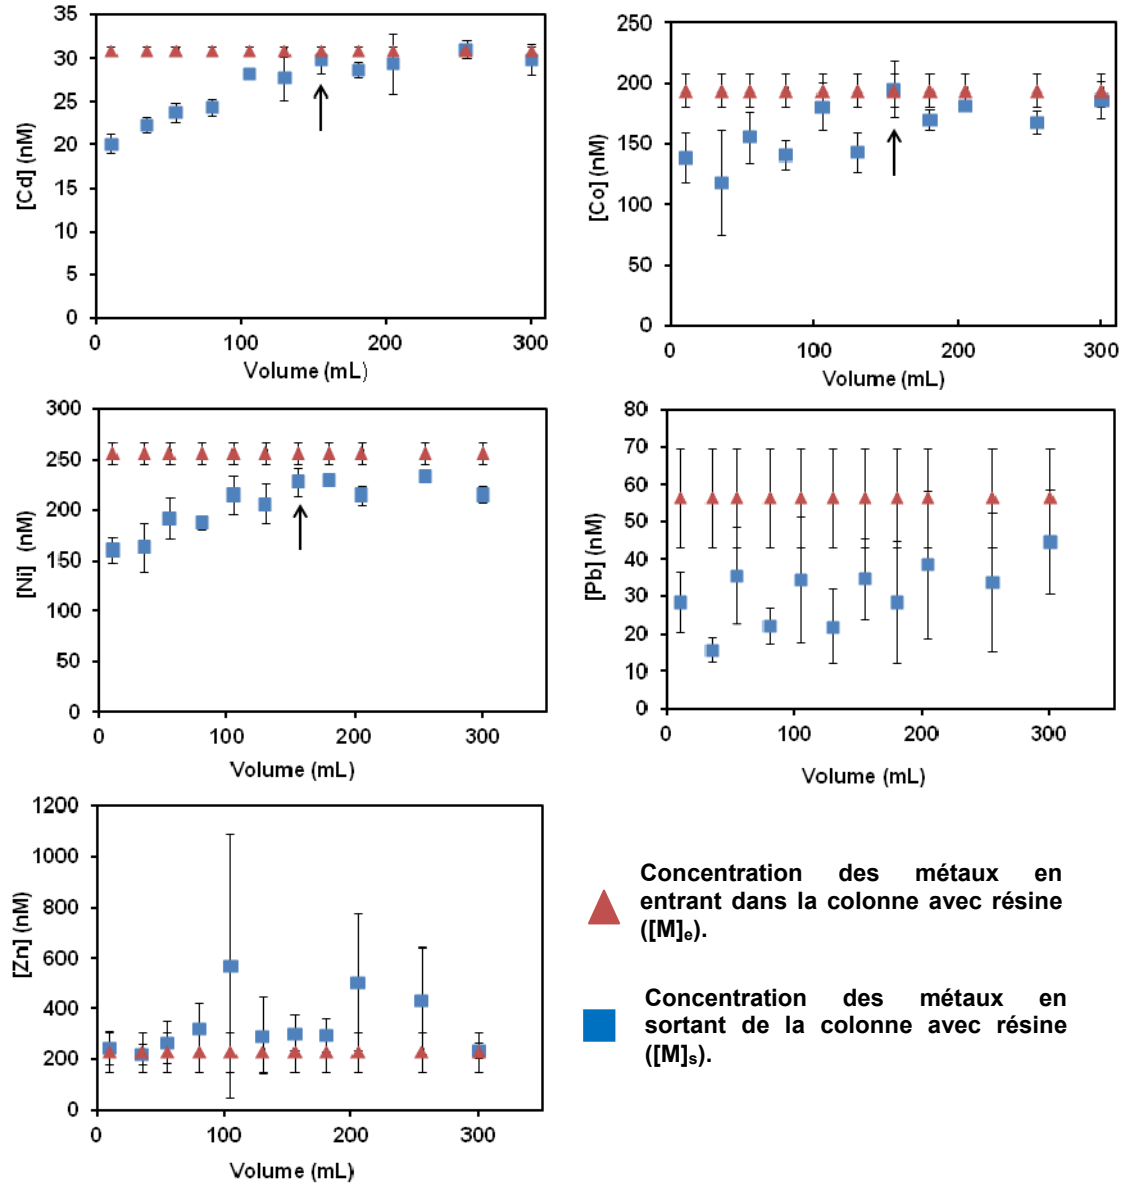 35
30
25
20
15
10
5
0
[Cd] (nM)
0 100 200 300
Volume (mL)
250
200
150
100
50
0
[Co] (nM)
0 100 200 300
Volume (mL)
300
250
200
150
100
50
0
[Ni] (nM)
0 100 200 300
Volume (mL)
80
70
60
50
40
30
20
10
0
[Pb] (nM)
0 100 200 300
Volume (mL)
1200
1000
800
600
400
200
0
[Zn] (nM)
0 100 200 300
Volume (mL)
Concentration des métaux en
entrant dans la colonne avec résine
([M]e).
Concentration des métaux en
sortant de la colonne avec résine
([M]s).